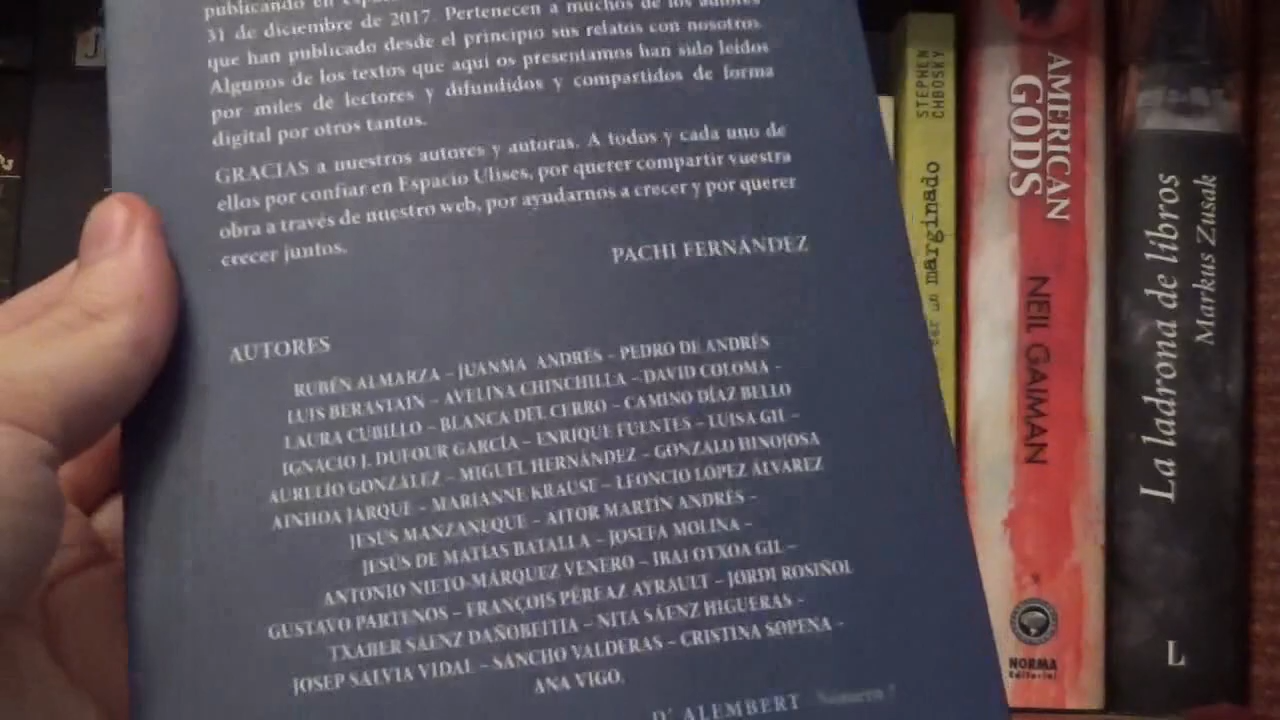 publicando en
31 de diciembre de 2017. Pertenecen a muchos de los autores
que han publicado desde el principio sus relatos con nosotros.
Algunos de los textos que aquí os presentamos han sido leídos
por miles de lectores y difundidos y compartidos de forma
digital por otros tantos.
GRACIAS a nuestros autores y autoras. A todos y cada uno de
ellos por confiar en Espacio Ulises, por querer compartir vuestra
obra a través de nuestro web, por ayudarnos a crecer y por querer
crecer juntos.
PACHI FERNÁNDEZ
AUTORES
RUBÉN ALMARZA – JUANMA ANDRÉS – PEDRO DE ANDRÉS
LUIS BERASTAIN – AVELINA CHINCHILLA – DAVID COLOMA –
LAURA CUBILLO – BLANCA DEL CERRO – CAMINO DÍAZ BELLO
IGNACIO J. DUFOUR GARCÍA – ENRIQUE FUENTES – LUISA GIL –
AURELIO GONZÁLEZ – MIGUEL HERNÁNDEZ – GONZALO HINOJOSA
AINHOA JARQUE – MARIANNE KRAUSE – LEONCIO LOPEZ ÁLVAREZ
JESÚS MANZANEQUE – AITOR MARTÍN ANDRÉS –
JESÚS DE MATÍAS BATALLA – JOSEFA MOLINA –
ANTONIO NIETO-MÁRQUEZ VENERO – IBAI OTXOA GIL –
GUSTAVO PARTENOS – FRANÇOIS PÉREAZ AYRAULT – JORDI ROSIÑOL
TXABER SÁENZ DAÑOBEITIA – NITA SÁENZ HIGUERAS –
JOSEP SALVIA VIDAL – SANCHO VALDERAS – CRISTINA SOPENA –
ANA VIGO.
D' ALEMBERT
J
STEPHEN
CHBOSKY
ser un marginado
AMERICAN
GODS
NEIL GAIMAN
NORMA
Editorial
La ladrona de libros
Markus Zusak
L